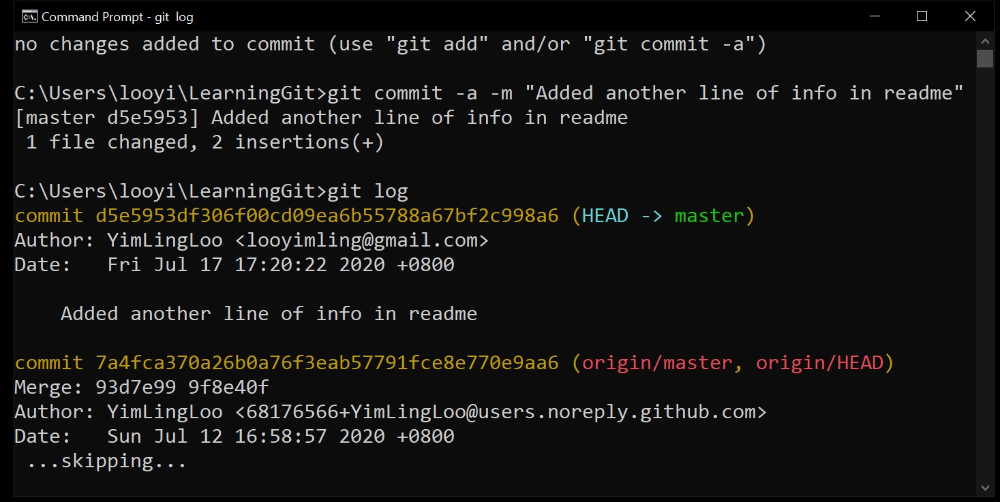 Command Prompt - git  log
no changes added to commit (use "git add" and/or "git commit -a")
C:\Users\looyi\LearningGit>git commit -a -m "Added another line of info in readme"
[master d5e5953] Added another line of info in readme
 1 file changed, 2 insertions(+)
C:\Users\looyi\LearningGit>git log
commit d5e5953df306f00cd09ea6b55788a67bf2c998a6 (HEAD -> master)
Author: YimLingLoo <looyimling@gmail.com>
Date:   Fri Jul 17 17:20:22 2020 +0800
    Added another line of info in readme
commit 7a4fca370a26b0a76f3eab57791fce8e770e9aa6 (origin/master, origin/HEAD)
Merge: 93d7e99 9f8e40f
Author: YimLingLoo <68176566+YimLingLoo@users.noreply.github.com>
Date:   Sun Jul 12 16:58:57 2020 +0800
 ...skipping...